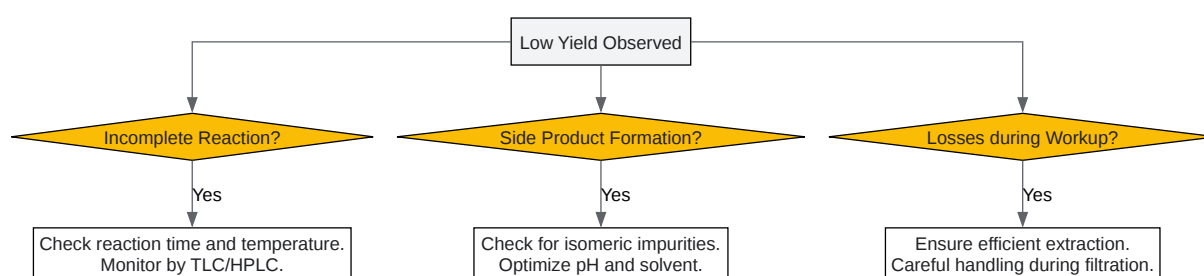 Low Yield Observed
Incomplete Reaction?
Side Product Formation?
Losses during Workup?
Yes
Yes
Yes
Check reaction time and temperature.
Monitor by TLC/HPLC.
Check for isomeric impurities.
Optimize pH and solvent.
Ensure efficient extraction.
Careful handling during filtration.